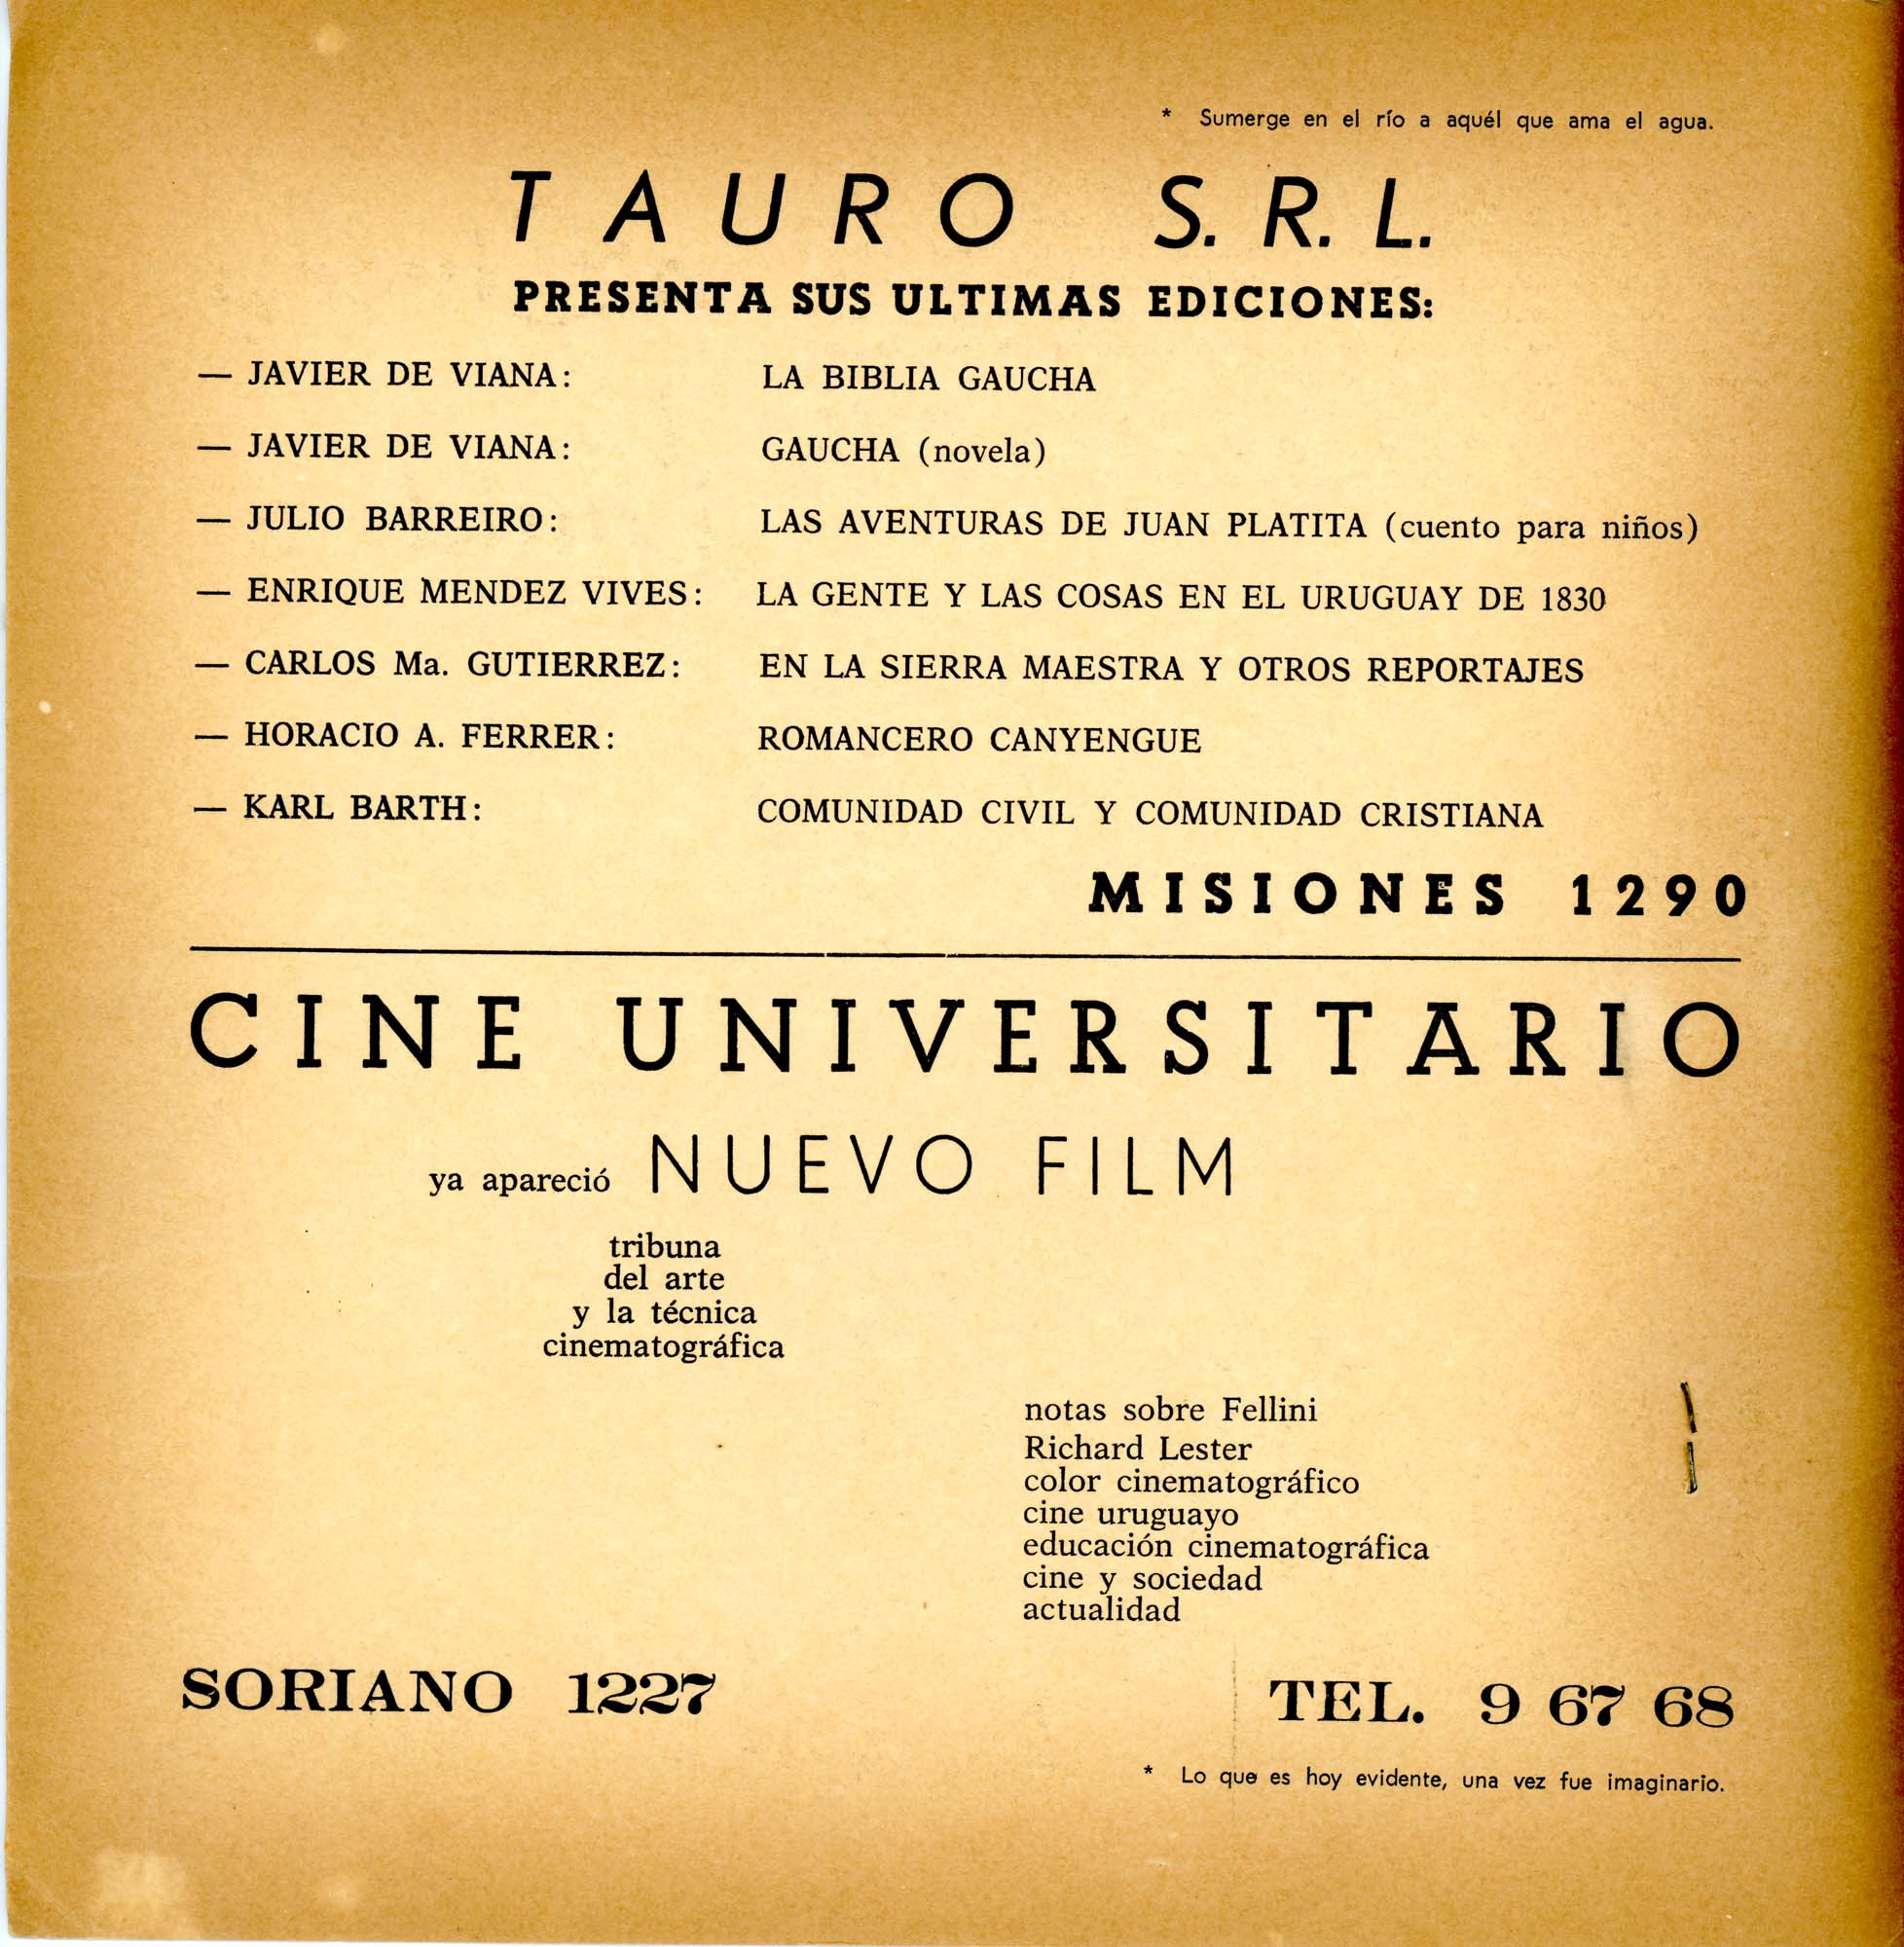 * Sumerge en el río a aquél que ama el agua.
TAURO S. R. L.
PRESENTA SUS ULTIMAS EDICIONES:
— JAVIER DE VIANA: LA BIBLIA GAUCHA
— JAVIER DE VIANA: GAUCHA (novela)
— JULIO BARREIRO: LAS AVENTURAS DE JUAN PLATITA (cuento para niños)
— ENRIQUE MENDEZ VIVES: LA GENTE Y LAS COSAS EN EL URUGUAY DE 1830
— CARLOS Ma. GUTIERREZ: EN LA SIERRA MAESTRA Y OTROS REPORTAJES
— HORACIO A. FERRER: ROMANCERO CANYENGUE
— KARL BARTH: COMUNIDAD CIVIL Y COMUNIDAD CRISTIANA
MISIONES 1290
CINE UNIVERSITARIO
ya apareció NUEVO FILM
tribuna
del arte
y la técnica
cinematográfica
notas sobre Fellini
Richard Lester
color cinematográfico
cine uruguayo
educación cinematográfica
cine y sociedad
actualidad
SORIANO 1227 TEL. 9 67 68
* Lo que es hoy evidente, una vez fue imaginario.